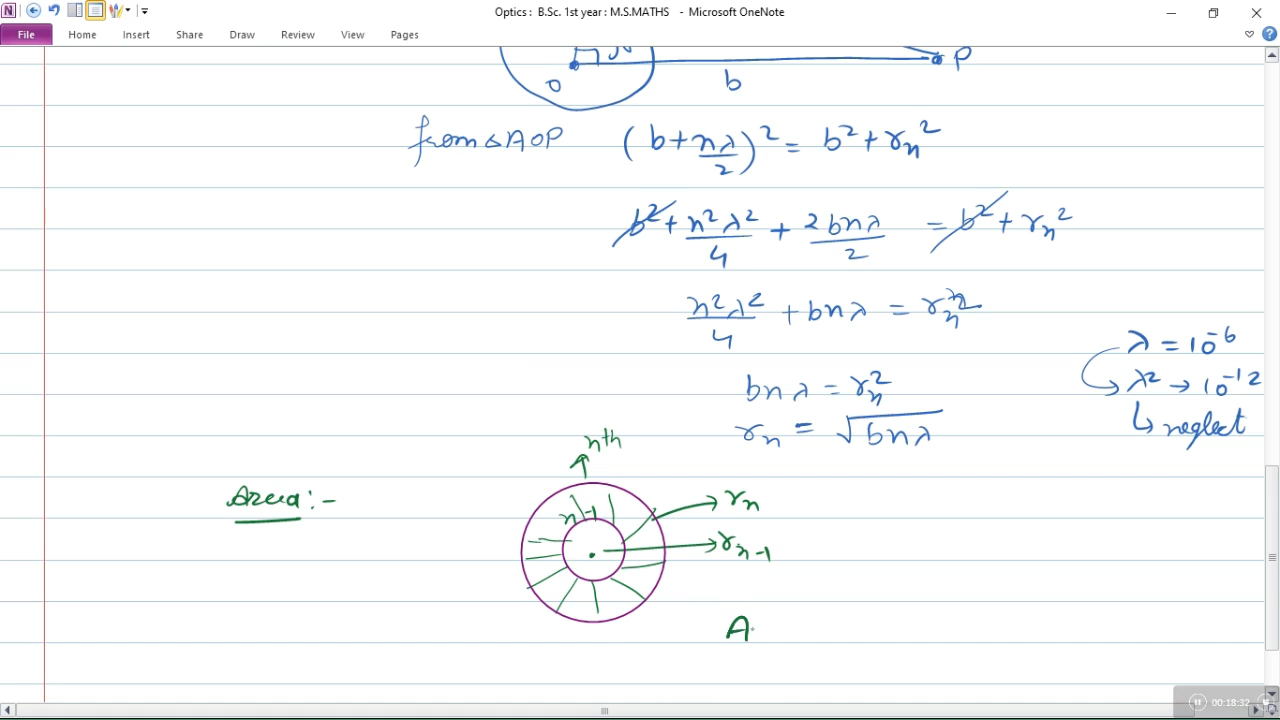 Optics : B.Sc. 1st year : M.S.MATHS - Microsoft OneNote
File Home Insert Share Draw Review View Pages
O N P
b
from △AOP (b+nλ/2)² = b²+rₙ²
b²+n²λ²/4 + 2bnλ/2 = b²+rₙ²
n²λ²/4 + bnλ = rₙ²
λ = 10⁻⁶
bnλ = rₙ² λ² → 10⁻¹²
rₙ = √bnλ ↳ neglect
nth
Area :- rₙ
n-1
rₙ₋₁
A
00:18:32